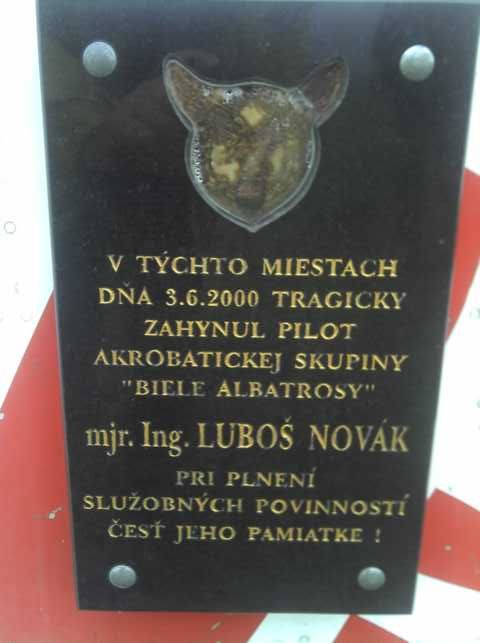 V TÝCHTO MIESTACH
DŇA 3.6.2000 TRAGICKY
ZAHYNUL PILOT
AKROBATICKEJ SKUPINY
"BIELE ALBATROSY"
mjr. Ing. LUBOŠ NOVÁK
PRI PLNENÍ
SLUŽOBNÝCH POVINNOSTÍ
ČESŤ JEHO PAMIATKE !